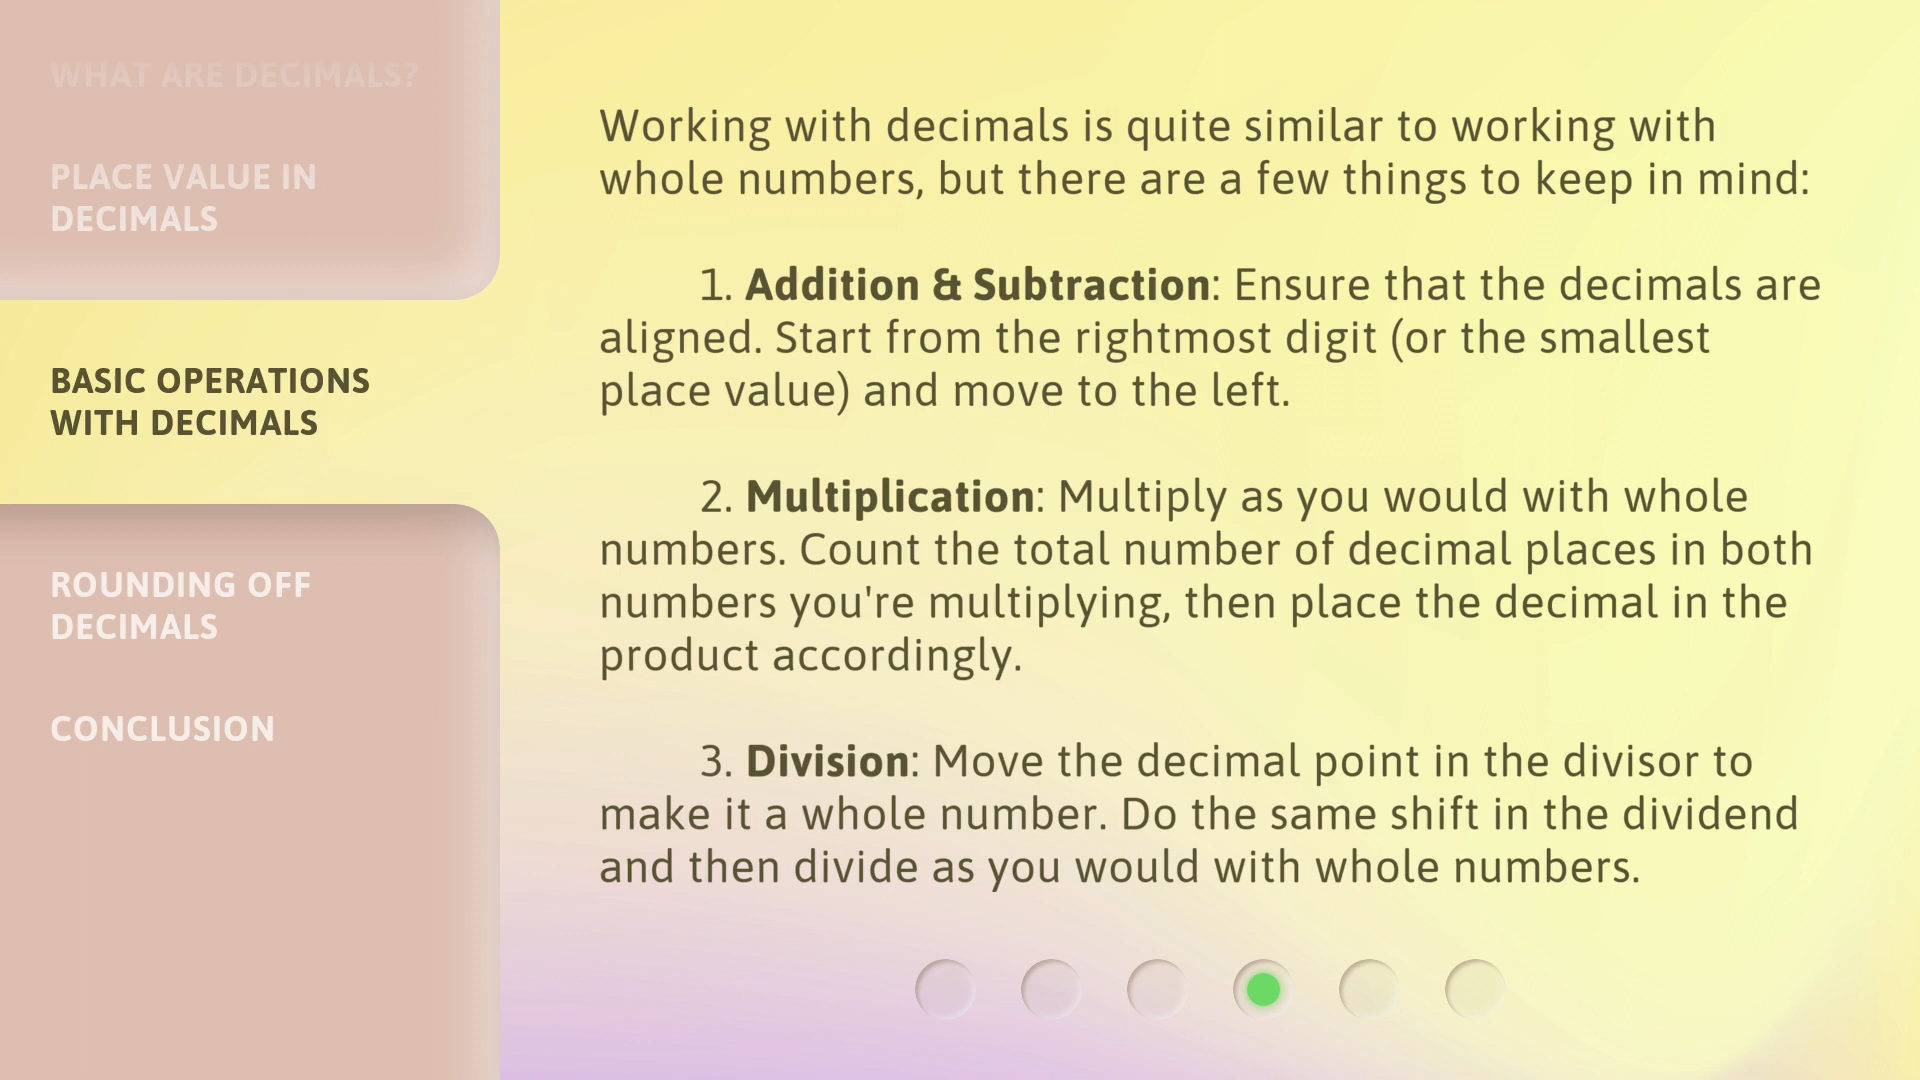 WHAT ARE DECIMALS?
PLACE VALUE IN
DECIMALS
BASIC OPERATIONS
WITH DECIMALS
ROUNDING OFF
DECIMALS
CONCLUSION
Working with decimals is quite similar to working with
whole numbers, but there are a few things to keep in mind:
1. Addition & Subtraction: Ensure that the decimals are
aligned. Start from the rightmost digit (or the smallest
place value) and move to the left.
2. Multiplication: Multiply as you would with whole
numbers. Count the total number of decimal places in both
numbers you're multiplying, then place the decimal in the
product accordingly.
3. Division: Move the decimal point in the divisor to
make it a whole number. Do the same shift in the dividend
and then divide as you would with whole numbers.